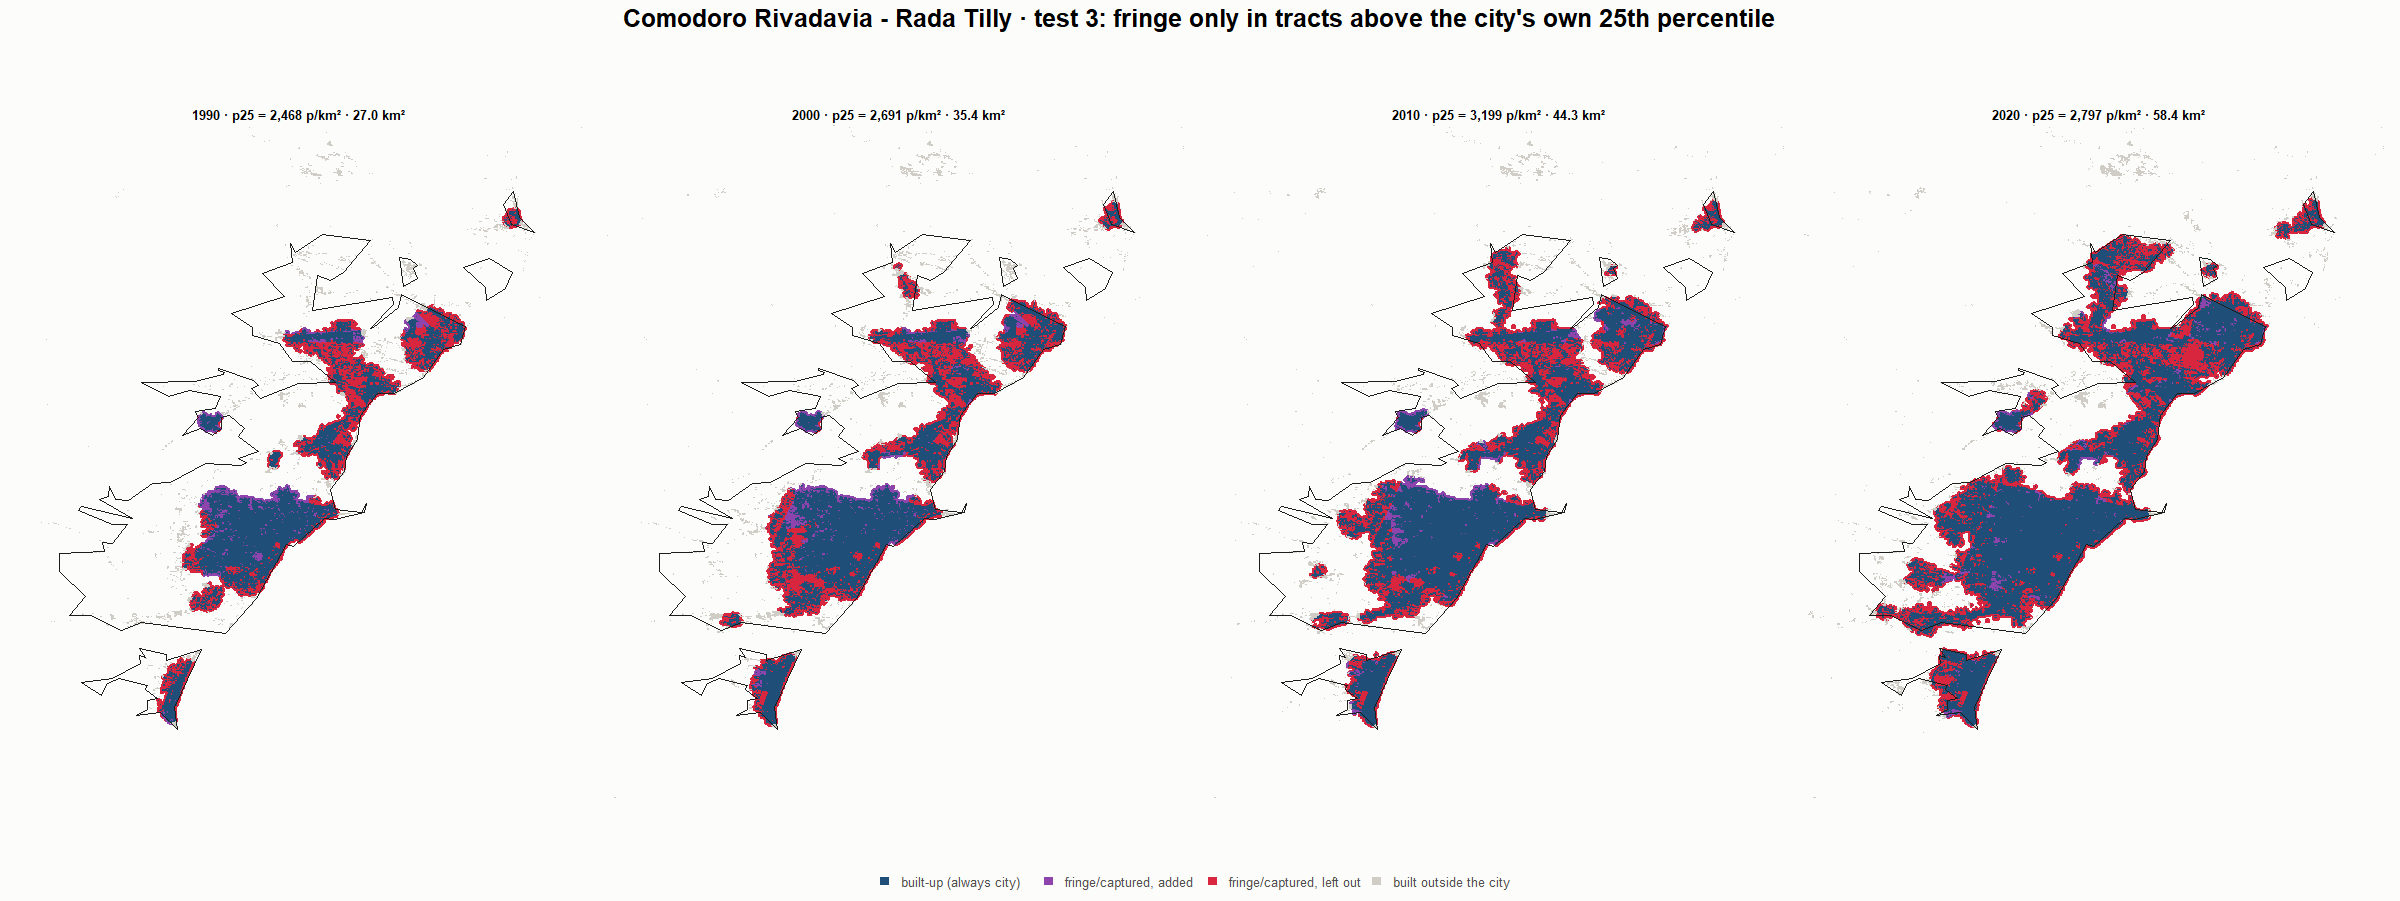 Comodoro Rivadavia - Rada Tilly · test 3: fringe only in tracts above the city's own 25th percentile
1990 · p25 = 2,468 p/km² · 27.0 km²
2000 · p25 = 2,691 p/km² · 35.4 km²
2010 · p25 = 3,199 p/km² · 44.3 km²
2020 · p25 = 2,797 p/km² · 58.4 km²
built-up (always city)
fringe/captured, added
fringe/captured, left out
built outside the city